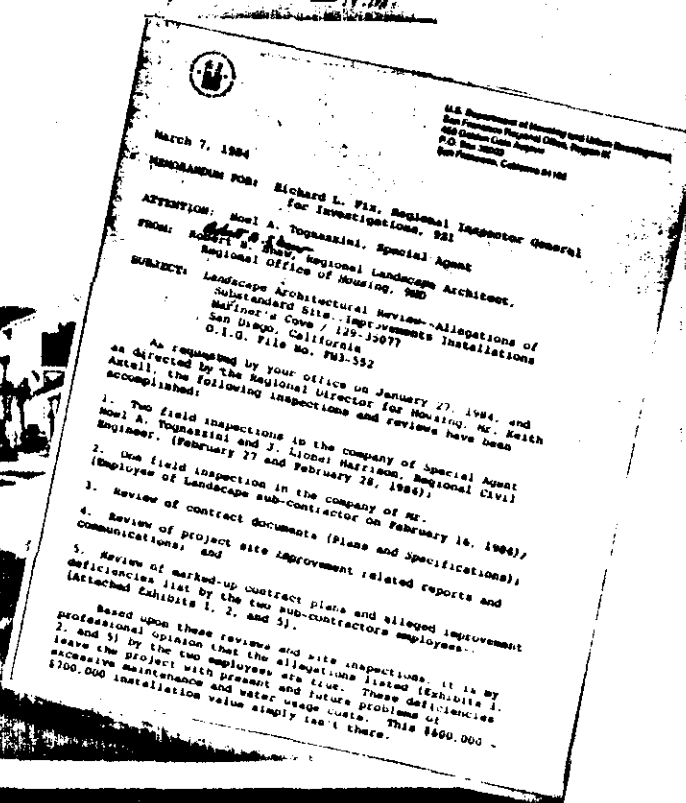 U.S. Department of Housing and Urban Development
San Francisco Regional Office, Region IX
450 Golden Gate Avenue
P.O. Box 36003
San Francisco, California 94102
March 7, 1984
MEMORANDUM FOR: Richard L. Fix, Regional Inspector General
for Investigations, 9GI
ATTENTION: Noel A. Tognazzini, Special Agent
FROM: Robert B. Shaw, Regional Landscape Architect,
Regional Office of Housing, 9HD
SUBJECT: Landscape Architectural Review--Allegations of
Substandard Site Improvements Installations
Mariner's Cove / 129-35077
San Diego, California
O.I.G. File No. FW3-552
As requested by your office on January 27, 1984, and
as directed by the Regional Director for Housing, Mr. Keith
Axtell, the following inspections and reviews have been
accomplished:
1. Two field inspections in the company of Special Agent
Noel A. Tognazzini and J. Lionel Harrison, Regional Civil
Engineer, (February 27 and February 28, 1984);
2. One field inspection in the company of Mr.
(Employee of Landscape sub-contractor on February 16, 1984);
3. Review of contract documents (Plans and Specifications);
4. Review of project site improvement related reports and
communications; and
5. Review of marked-up contract plans and alleged improvement
deficiencies list by the two sub-contractors employees--
(Attached Exhibits 1, 2, and 5).
Based upon these reviews and site inspections, it is my
professional opinion that the allegations listed (Exhibits 1,
2, and 5) by the two employees are true. These deficiencies
leave the project with present and future problems of
excessive maintenance and water usage costs. This $600,000 -
$700,000 installation value simply isn't there.